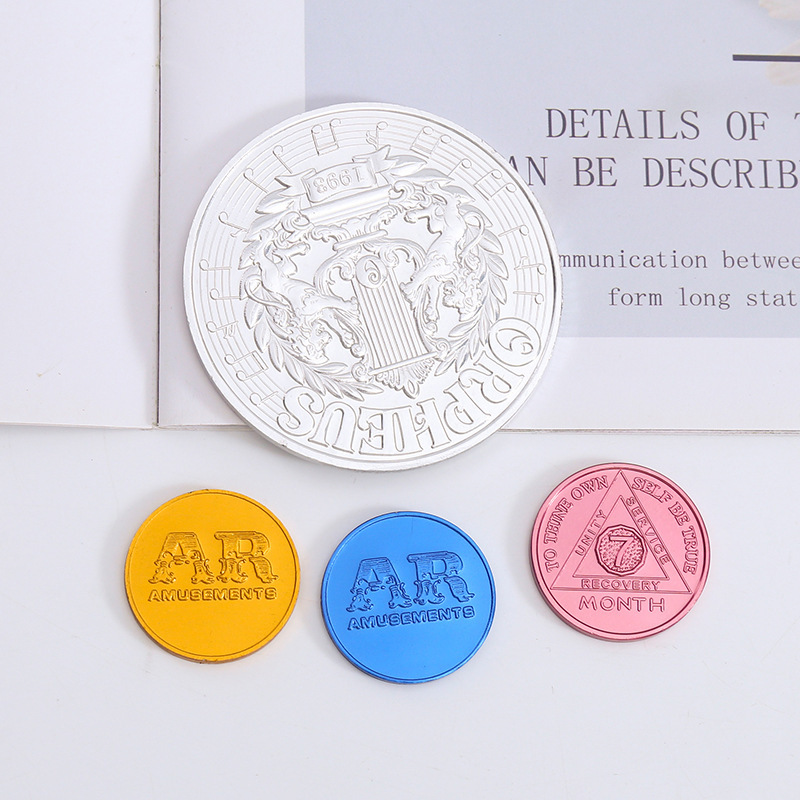 DETAILS OF
AN BE DESCRIB
mmunication betwee
form long stat
1993
ORPHEUS
AR
AMUSEMENTS
AR
AMUSEMENTS
TO THINE OWN SELF BE TRUE
UNITY SERVICE
7
RECOVERY
MONTH